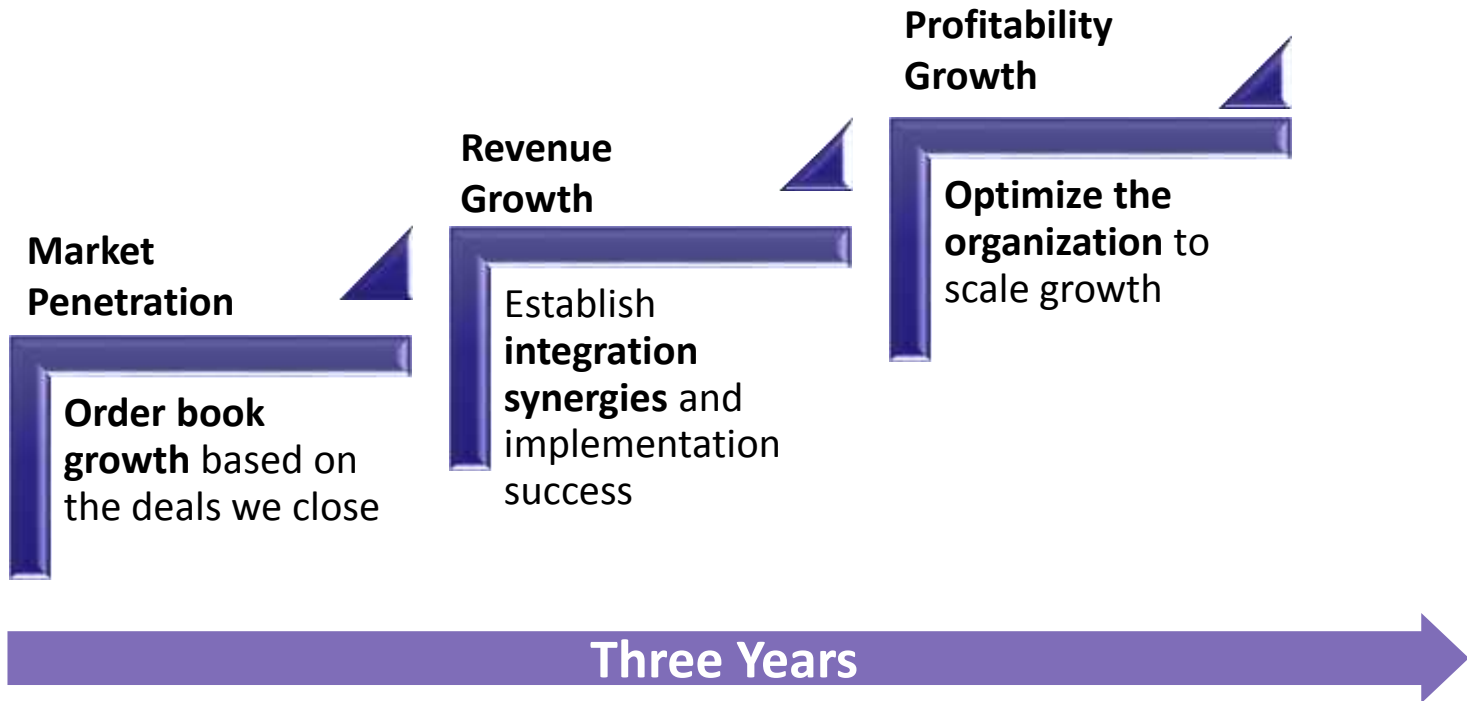 Market
Penetration
Order book
growth based on
the deals we close
Revenue
Growth
Establish
integration
synergies and
implementation
success
Profitability
Growth
Optimize the
organization to
scale growth
Three Years